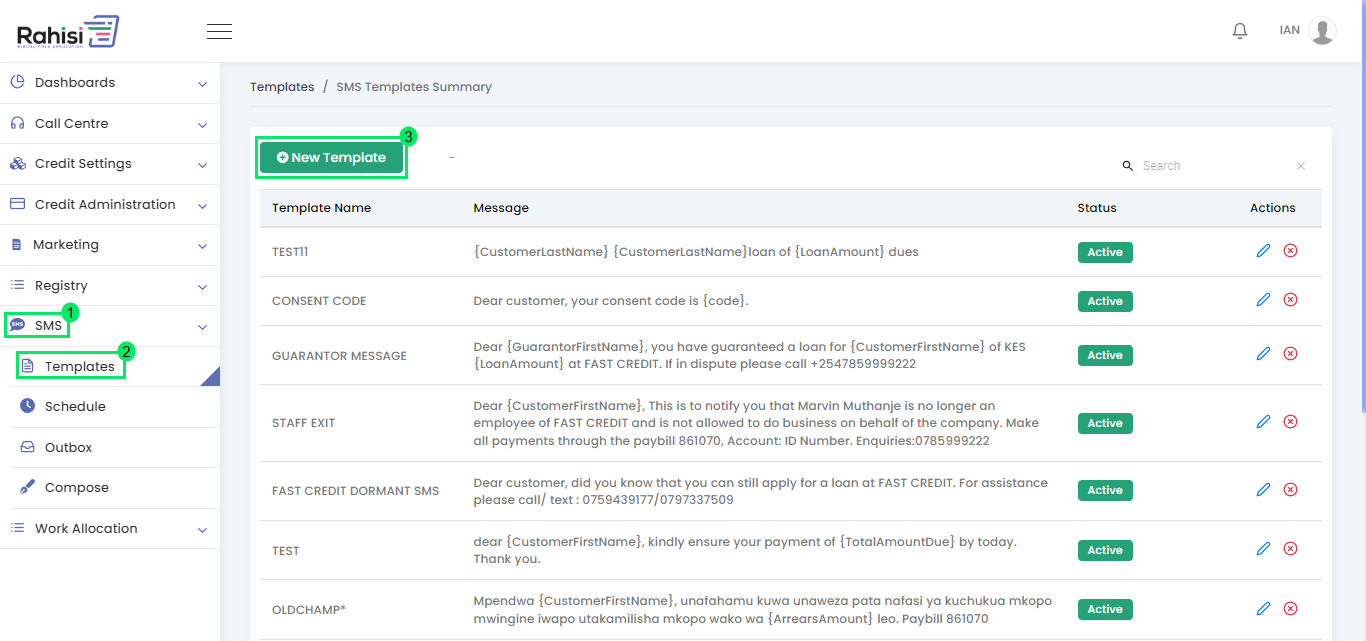 Rahisi
DIGITAL FIELD APPLICATION
IAN
Dashboards
Call Centre
Credit Settings
Credit Administration
Marketing
Registry
1
SMS
SMS
2
Templates
Schedule
Outbox
Compose
Work Allocation
Templates / SMS Templates Summary
3
New Template
-
Search
Template Name Message Status Actions
TEST11 {CustomerLastName} {CustomerLastName}loan of {LoanAmount} dues Active
CONSENT CODE Dear customer, your consent code is {code}. Active
GUARANTOR MESSAGE Dear {GuarantorFirstName}, you have guaranteed a loan for {CustomerFirstName} of KES
{LoanAmount} at FAST CREDIT. If in dispute please call +2547859999222 Active
Dear {CustomerFirstName}, This is to notify you that Marvin Muthanje is no longer an
STAFF EXIT employee of FAST CREDIT and is not allowed to do business on behalf of the company. Make Active
all payments through the paybill 861070, Account: ID Number. Enquiries:0785999222
FAST CREDIT DORMANT SMS Dear customer, did you know that you can still apply for a loan at FAST CREDIT. For assistance
please call/ text : 0759439177/0797337509 Active
TEST dear {CustomerFirstName}, kindly ensure your payment of {TotalAmountDue} by today.
Thank you. Active
OLDCHAMP* Mpendwa {CustomerFirstName}, unafahamu kuwa unaweza pata nafasi ya kuchukua mkopo
mwingine iwapo utakamilisha mkopo wako wa {ArrearsAmount} leo. Paybill 861070 Active